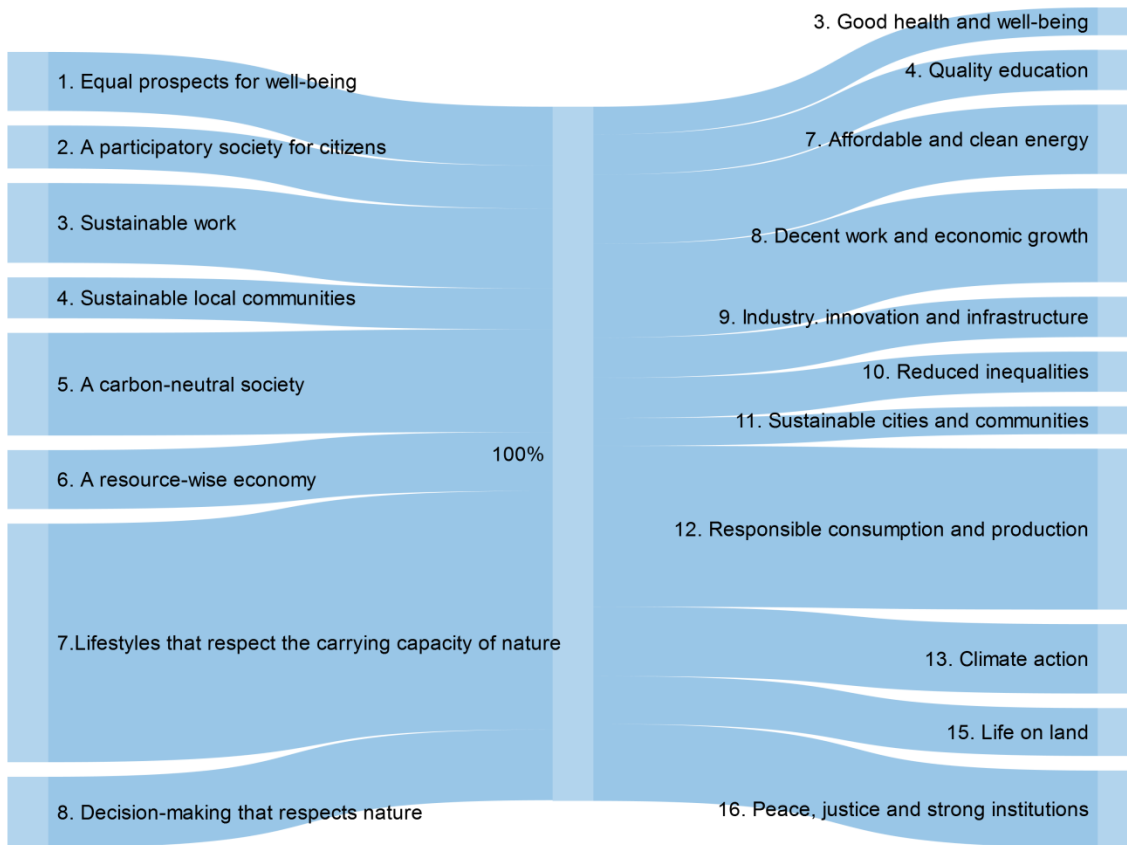 1. Equal prospects for well-being
2. A participatory society for citizens
3. Sustainable work
4. Sustainable local communities
5. A carbon-neutral society
6. A resource-wise economy
7.Lifestyles that respect the carrying capacity of nature
8. Decision-making that respects nature
100%
3. Good health and well-being
4. Quality education
7. Affordable and clean energy
8. Decent work and economic growth
9. Industry. innovation and infrastructure
10. Reduced inequalities
11. Sustainable cities and communities
12. Responsible consumption and production
13. Climate action
15. Life on land
16. Peace, justice and strong institutions